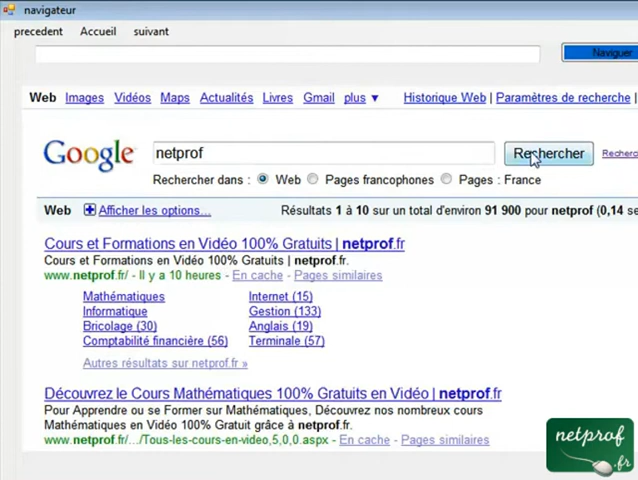 navigateur
precedent Accueil suivant
Naviguer
Web Images Vidéos Maps Actualités Livres Gmail plus ▼ Historique Web | Paramètres de recherche |
Google netprof Rechercher Recherc
Rechercher dans : Web Pages francophones Pages : France
Web Afficher les options... Résultats 1 à 10 sur un total d'environ 91 900 pour netprof (0,14 se
Cours et Formations en Vidéo 100% Gratuits | netprof.fr
Cours et Formations en Vidéo 100% Gratuits | netprof.fr.
www.netprof.fr/ - Il y a 10 heures - En cache - Pages similaires
Mathématiques Internet (15)
Informatique Gestion (133)
Bricolage (30) Anglais (19)
Comptabilité financière (56) Terminale (57)
Autres résultats sur netprof.fr »
Découvrez le Cours Mathématiques 100% Gratuits en Vidéo | netprof.fr
Pour Apprendre ou se Former sur Mathématiques, Découvrez nos nombreux cours
Mathématiques en Vidéo 100% Gratuit grâce à netprof.fr.
www.netprof.fr/.../Tous-les-cours-en-video,5,0,0.aspx - En cache - Pages similaires
netprof
.fr